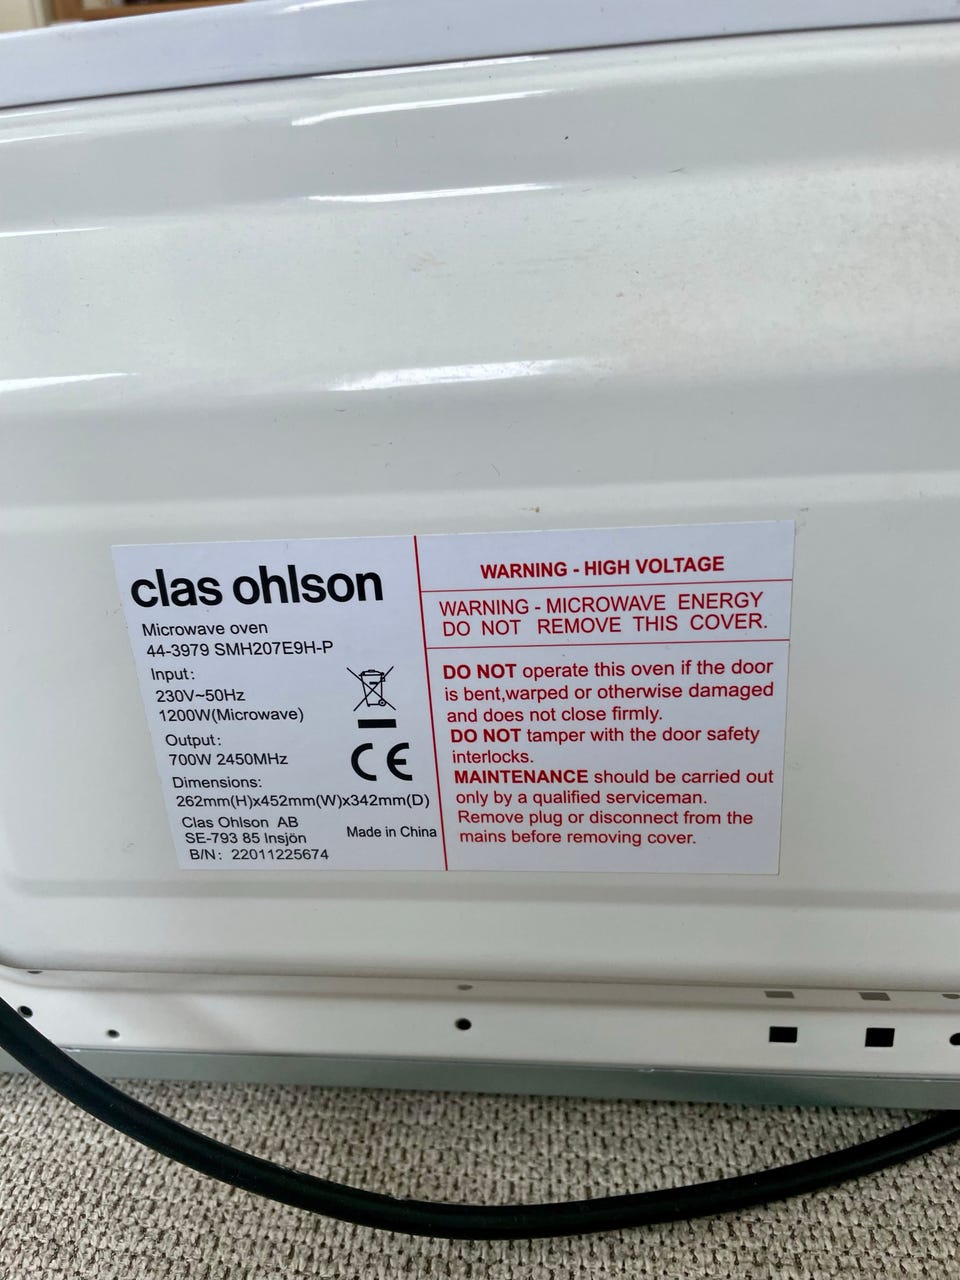 clas ohlson
Microwave oven
44-3979 SMH207E9H-P
Input:
230V~50Hz
1200W(Microwave)
Output:
700W 2450MHz
Dimensions:
262mm(H)x452mm(W)x342mm(D)
Clas Ohlson AB
SE-793 85 Insjön
B/N: 22011225674
Made in China
CE
WARNING - HIGH VOLTAGE
WARNING - MICROWAVE ENERGY
DO NOT REMOVE THIS COVER.
DO NOT operate this oven if the door
is bent,warped or otherwise damaged
and does not close firmly.
DO NOT tamper with the door safety
interlocks.
MAINTENANCE should be carried out
only by a qualified serviceman.
Remove plug or disconnect from the
mains before removing cover.